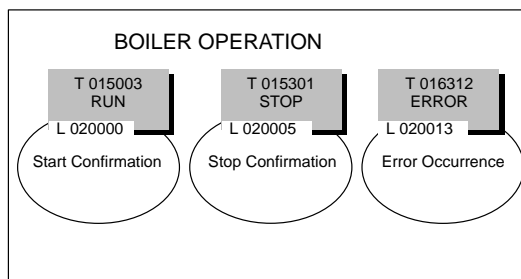 BOILER OPERATION
T 015003
RUN
L 020000
Start Confirmation
T 015301
STOP
L 020005
Stop Confirmation
T 016312
ERROR
L 020013
Error Occurrence